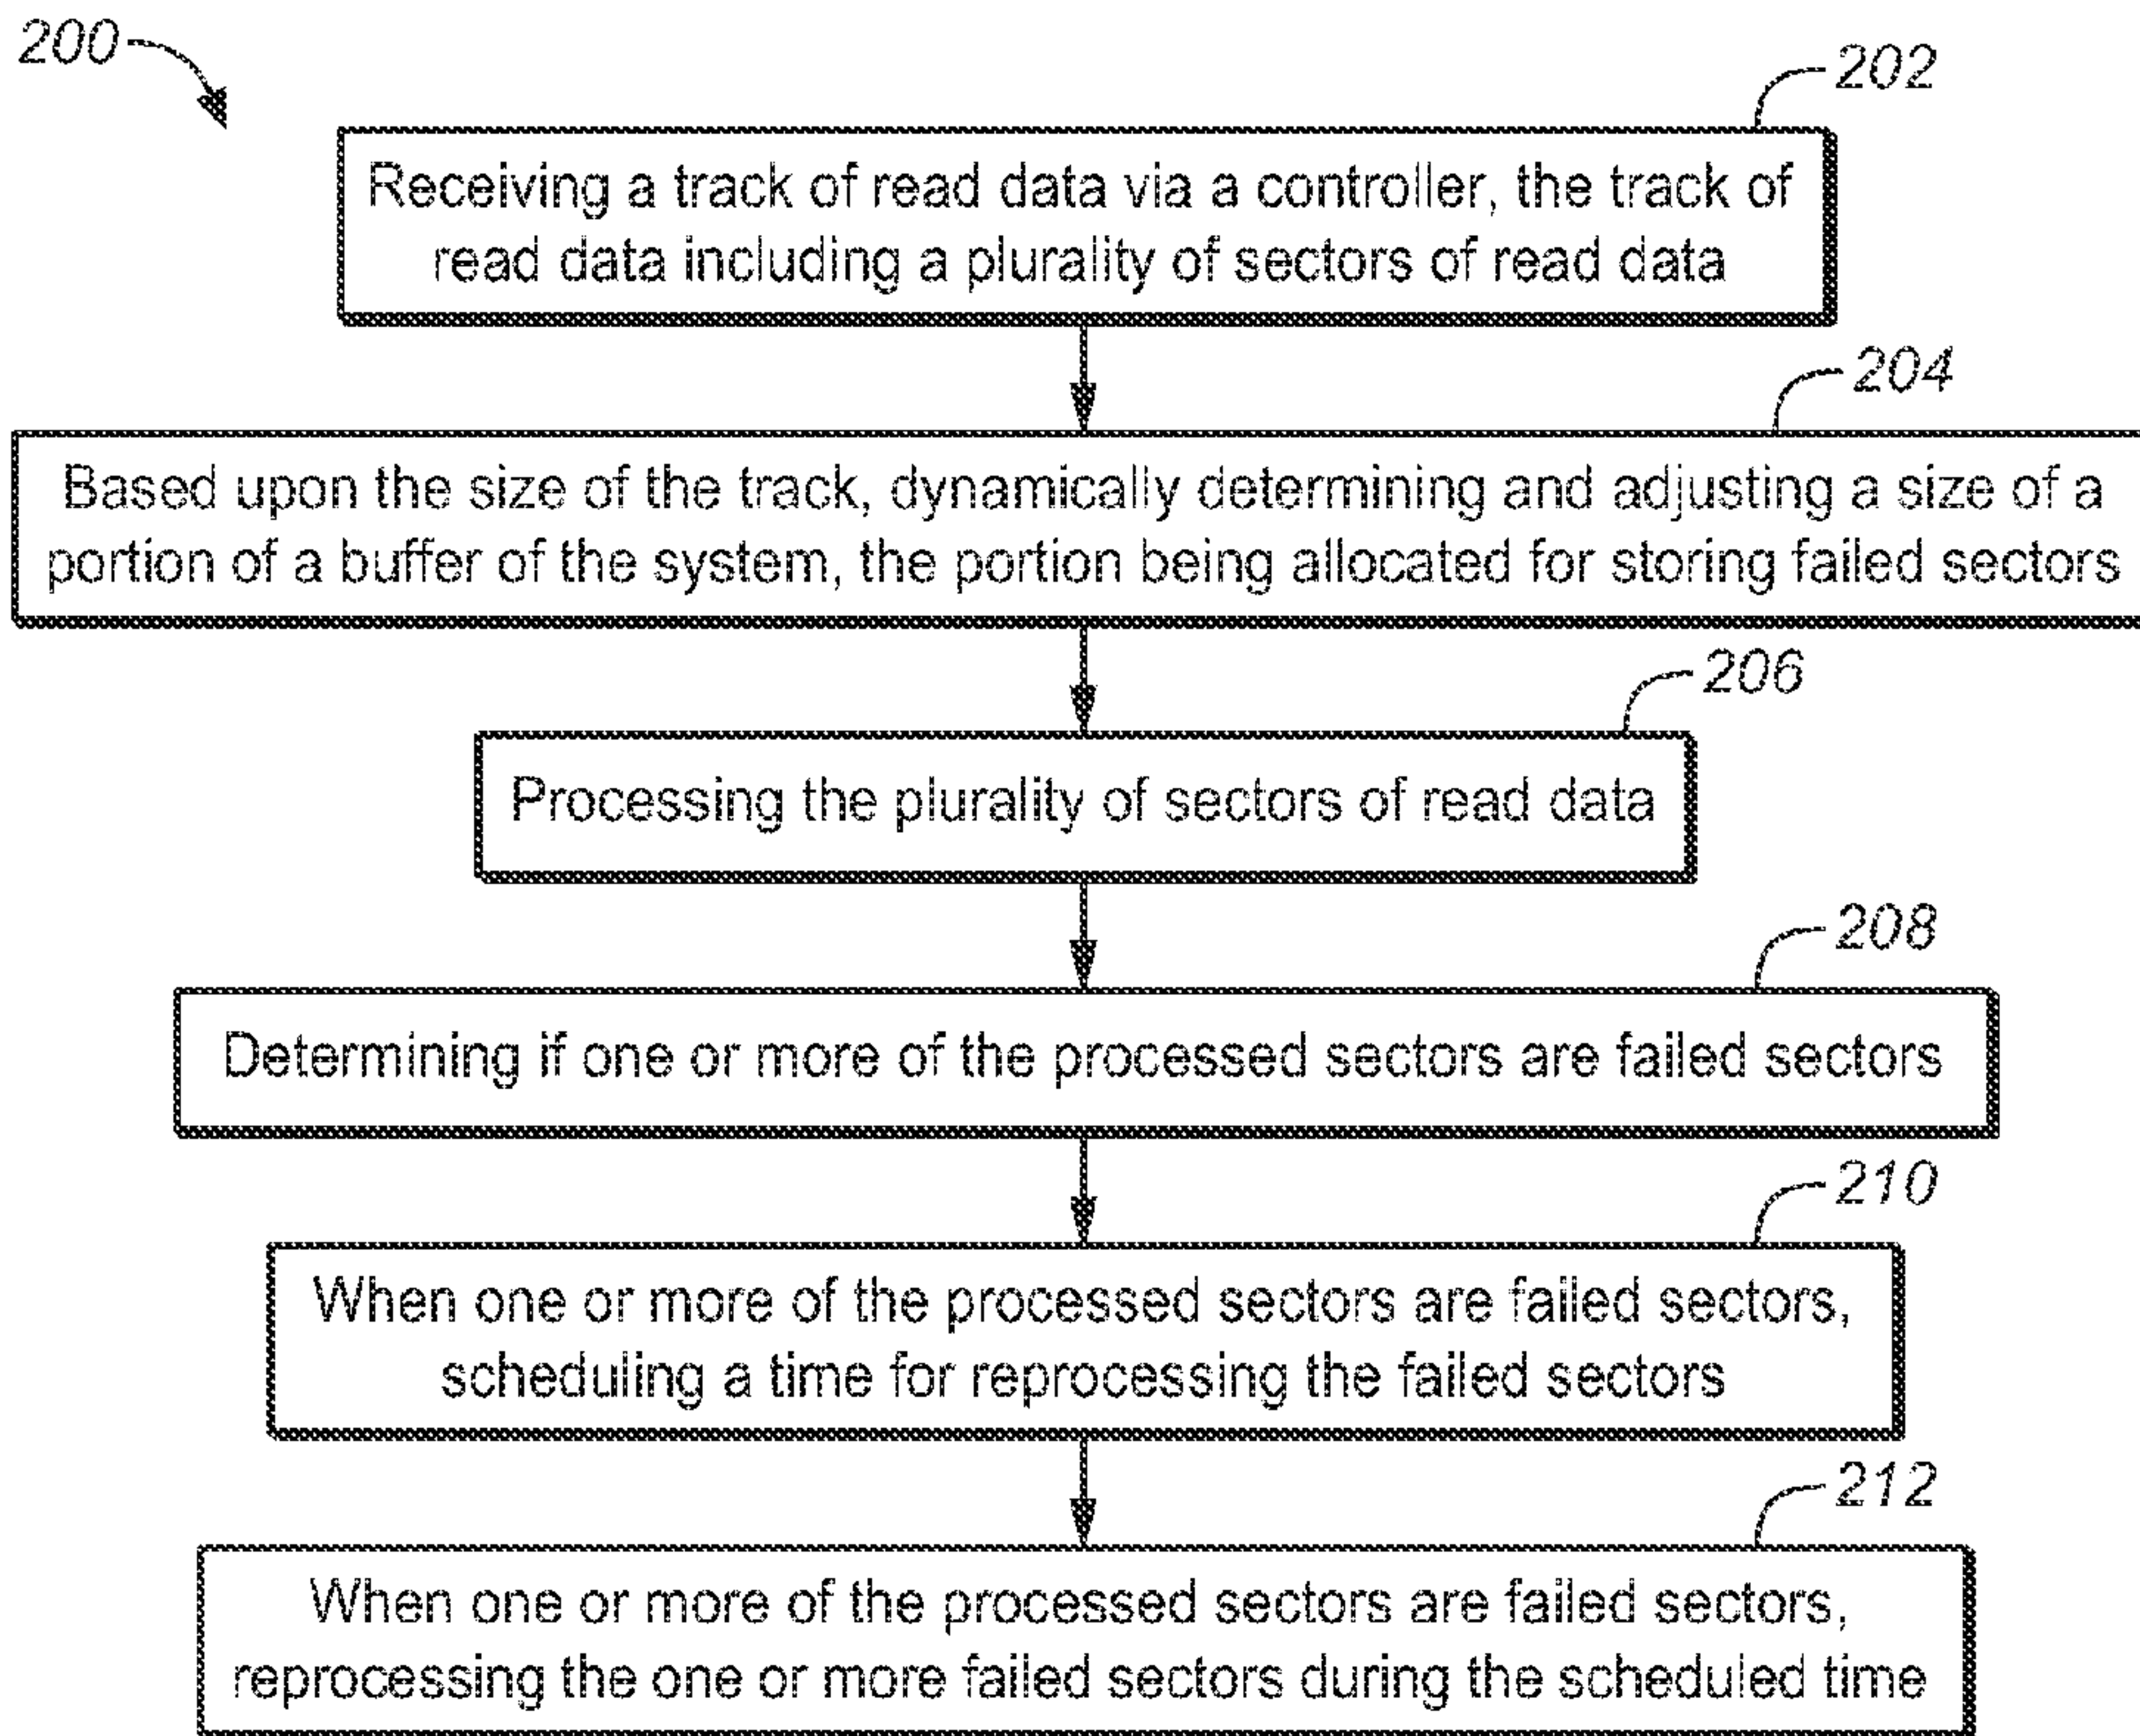 200
202
Receiving a track of read data via a controller, the track of
read data including a plurality of sectors of read data
204
Based upon the size of the track, dynamically determining and adjusting a size of a
portion of a buffer of the system, the portion being allocated for storing failed sectors
206
Processing the plurality of sectors of read data
208
Determining if one or more of the processed sectors are failed sectors
210
When one or more of the processed sectors are failed sectors,
scheduling a time for reprocessing the failed sectors
212
When one or more of the processed sectors are failed sectors,
reprocessing the one or more failed sectors during the scheduled time